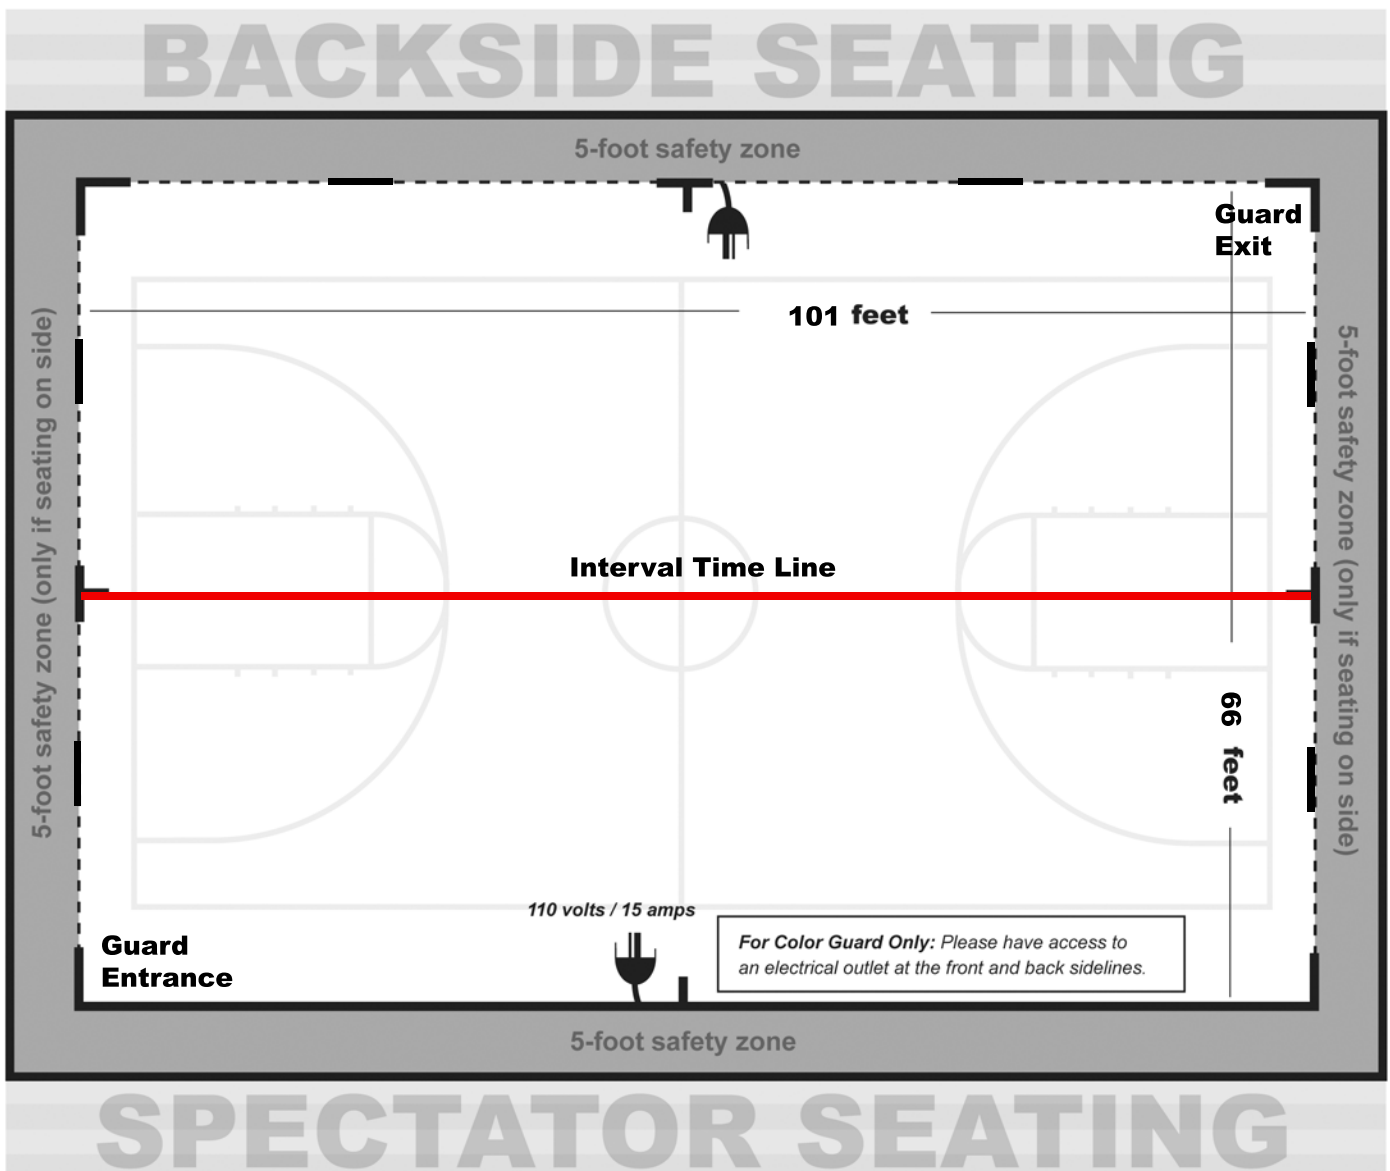 BACKSIDE SEATING
5-foot safety zone
Guard
Exit
101 feet
5-foot safety zone (only if seating on side)
5-foot safety zone (only if seating on side)
Interval Time Line
66 feet
110 volts / 15 amps
For Color Guard Only: Please have access to
an electrical outlet at the front and back sidelines.
Guard
Entrance
5-foot safety zone
SPECTATOR SEATING